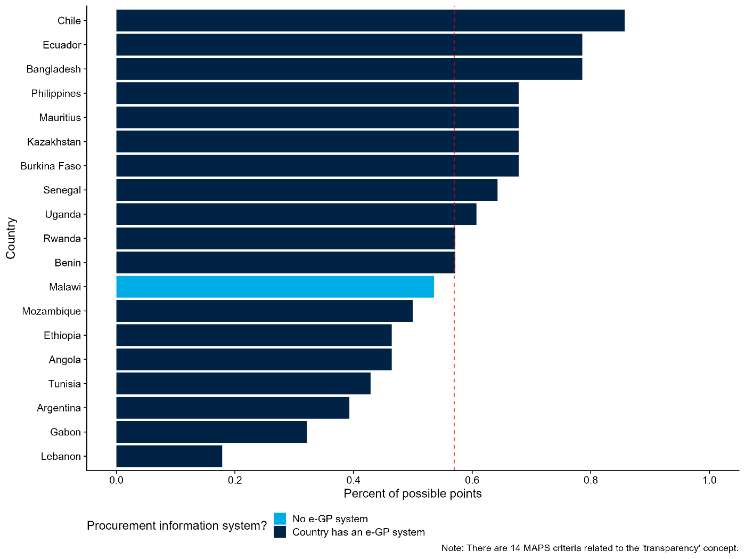 Chile
Ecuador
Bangladesh
Philippines
Mauritius
Kazakhstan
Burkina Faso
Senegal
Uganda
Rwanda
Benin
Malawi
Mozambique
Ethiopia
Angola
Tunisia
Argentina
Gabon
Lebanon
Country
0.0 0.2 0.4 0.6 0.8 1.0
Percent of possible points
Procurement information system?
No e-GP system
Country has an e-GP system
Note: There are 14 MAPS criteria related to the 'transparency' concept.